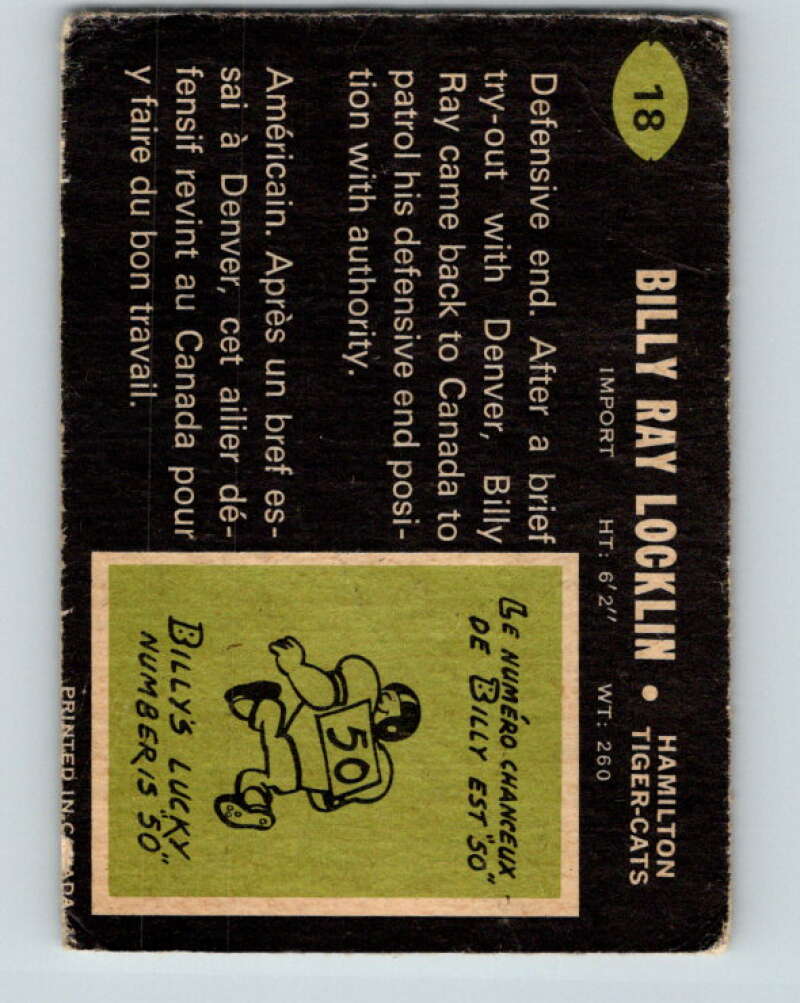 18
BILLY RAY LOCKLIN • HAMILTON
TIGER-CATS
IMPORT HT: 6'2" WT: 260
Defensive end. After a brief
try-out with Denver, Billy
Ray came back to Canada to
patrol his defensive end posi-
tion with authority.
Américain. Après un bref es-
sai à Denver, cet ailier dé-
fensif revint au Canada pour
y faire du bon travail.
LE NUMÉRO CHANCEUX
DE BILLY EST "50"
50
BILLY'S LUCKY
NUMBER IS "50"
PRINTED IN CANADA